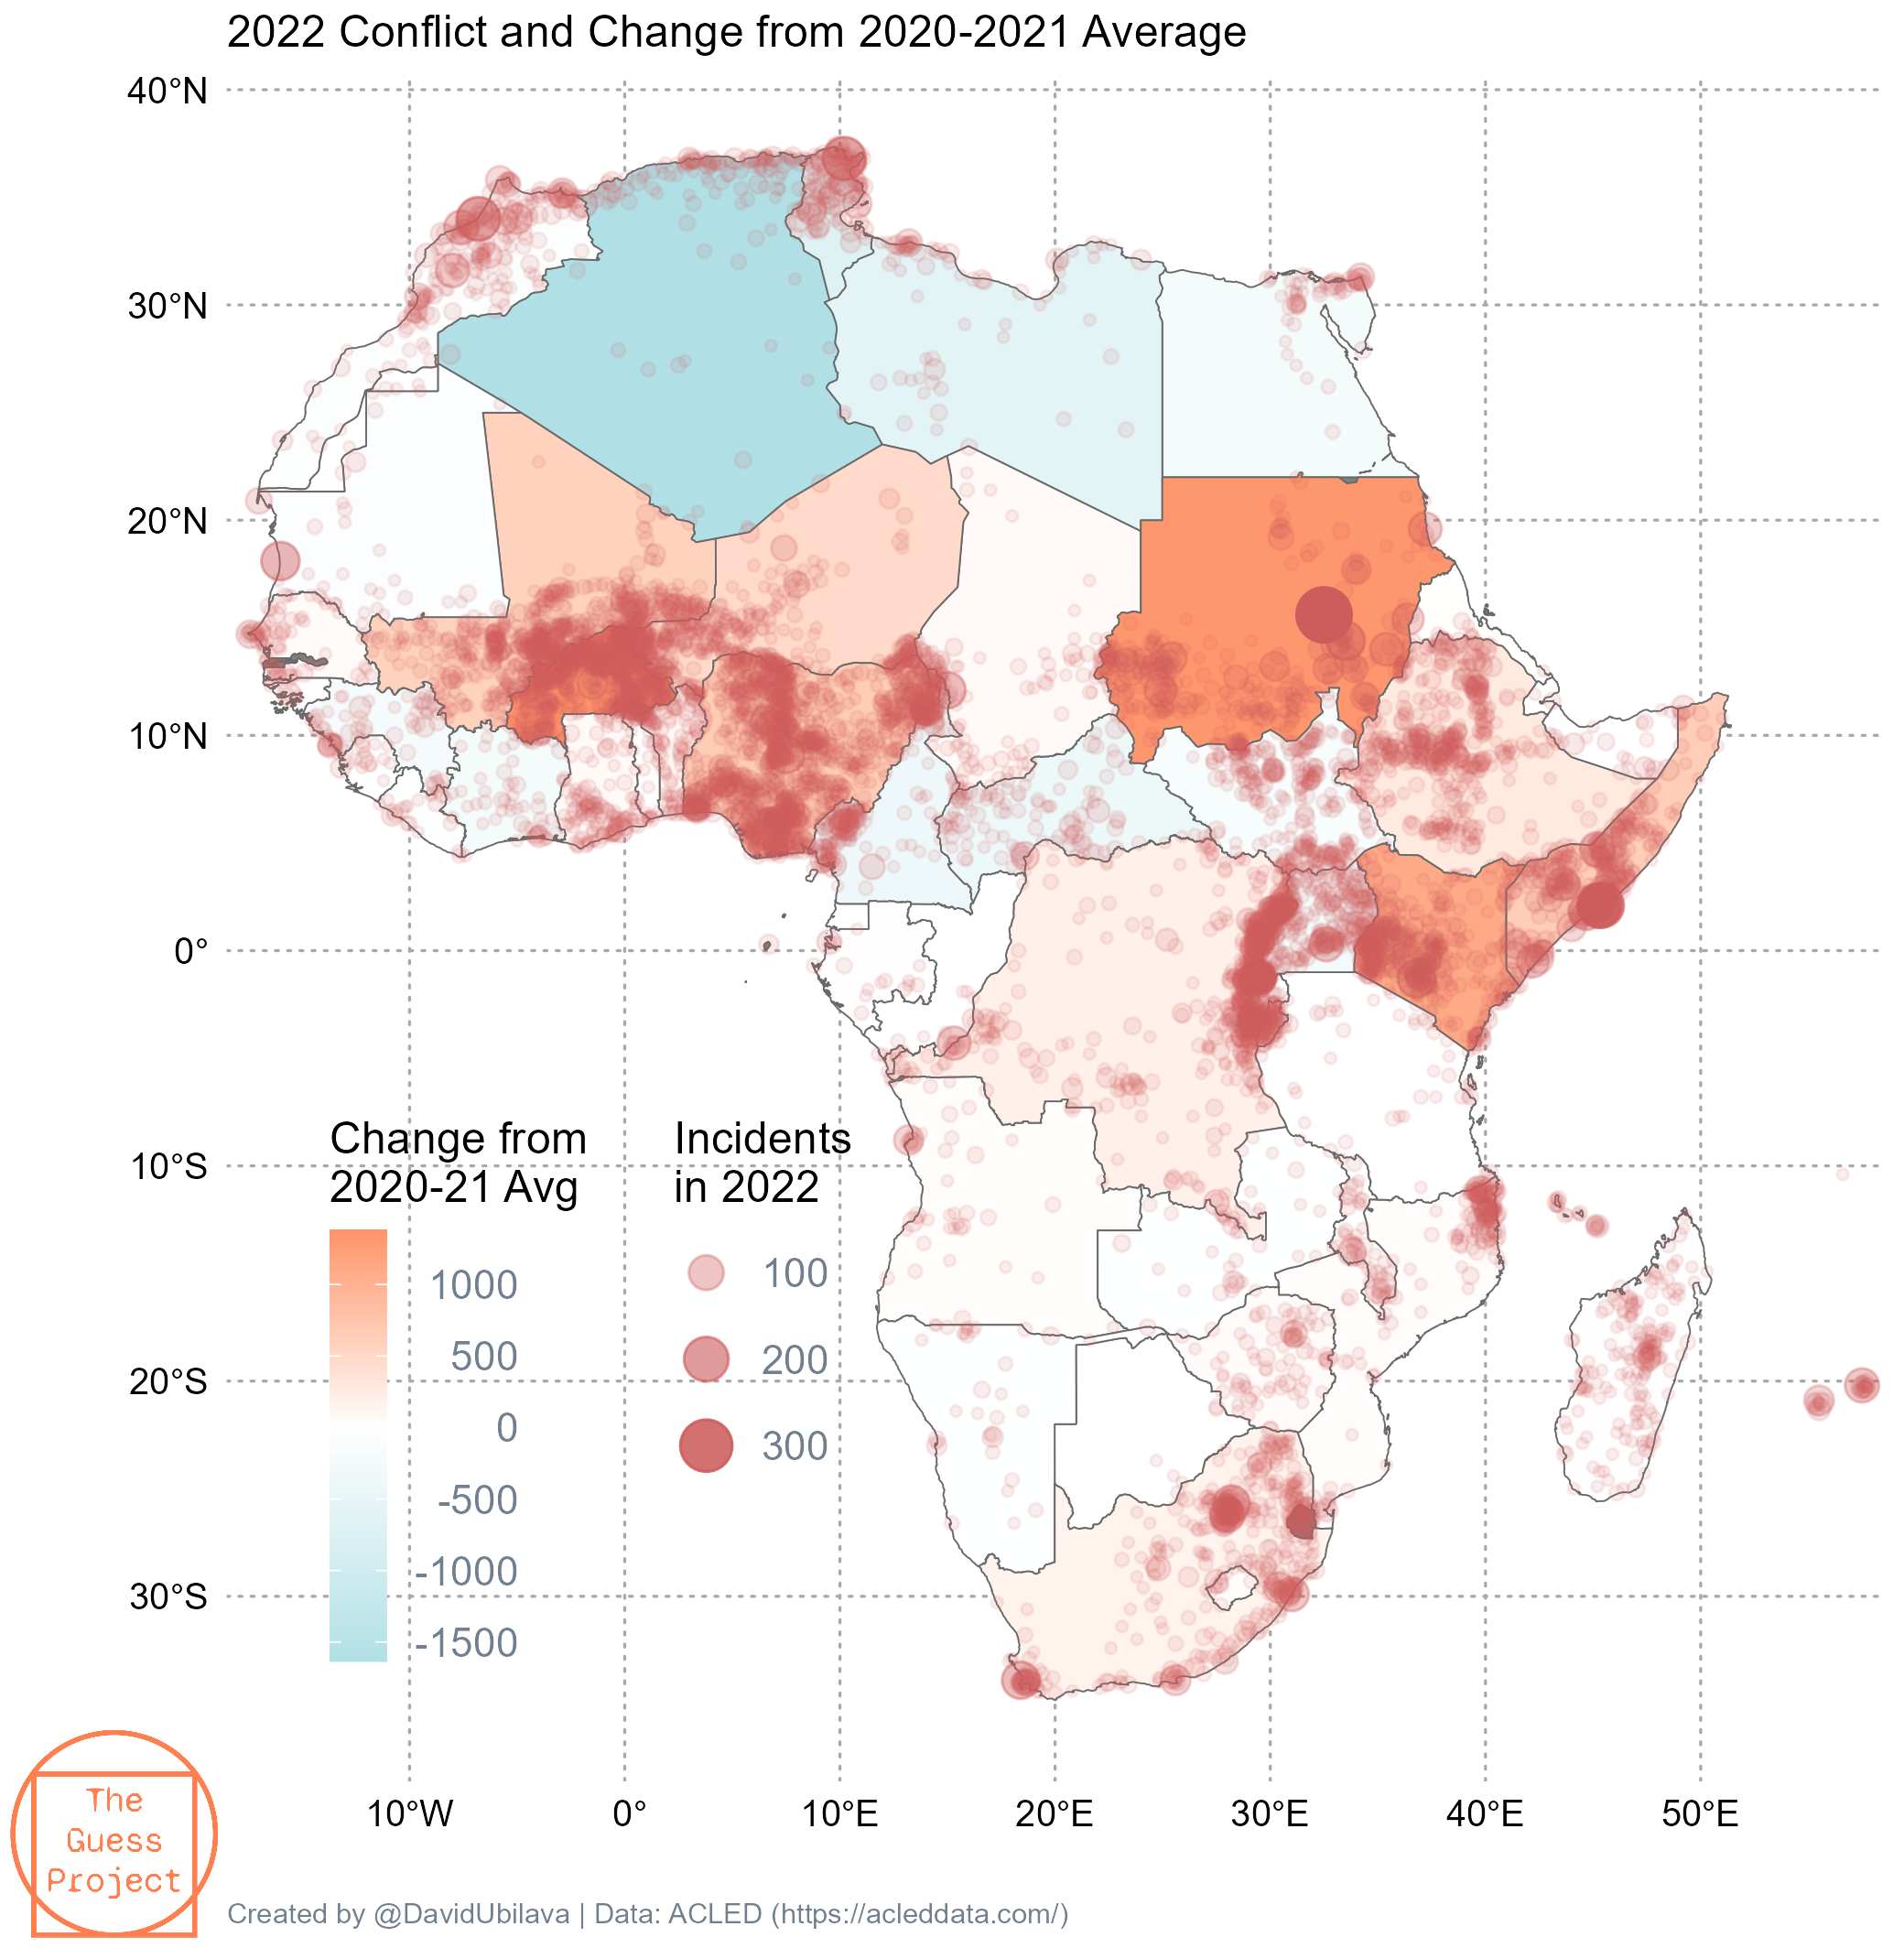 2022 Conflict and Change from 2020-2021 Average
40°N
30°N
20°N
10°N
0°
10°S
20°S
30°S
Change from
2020-21 Avg
1000
500
0
-500
-1000
-1500
Incidents
in 2022
100
200
300
10°W
0°
10°E
20°E
30°E
40°E
50°E
The
Guess
Project
Created by @DavidUbilava | Data: ACLED (https://acleddata.com/)